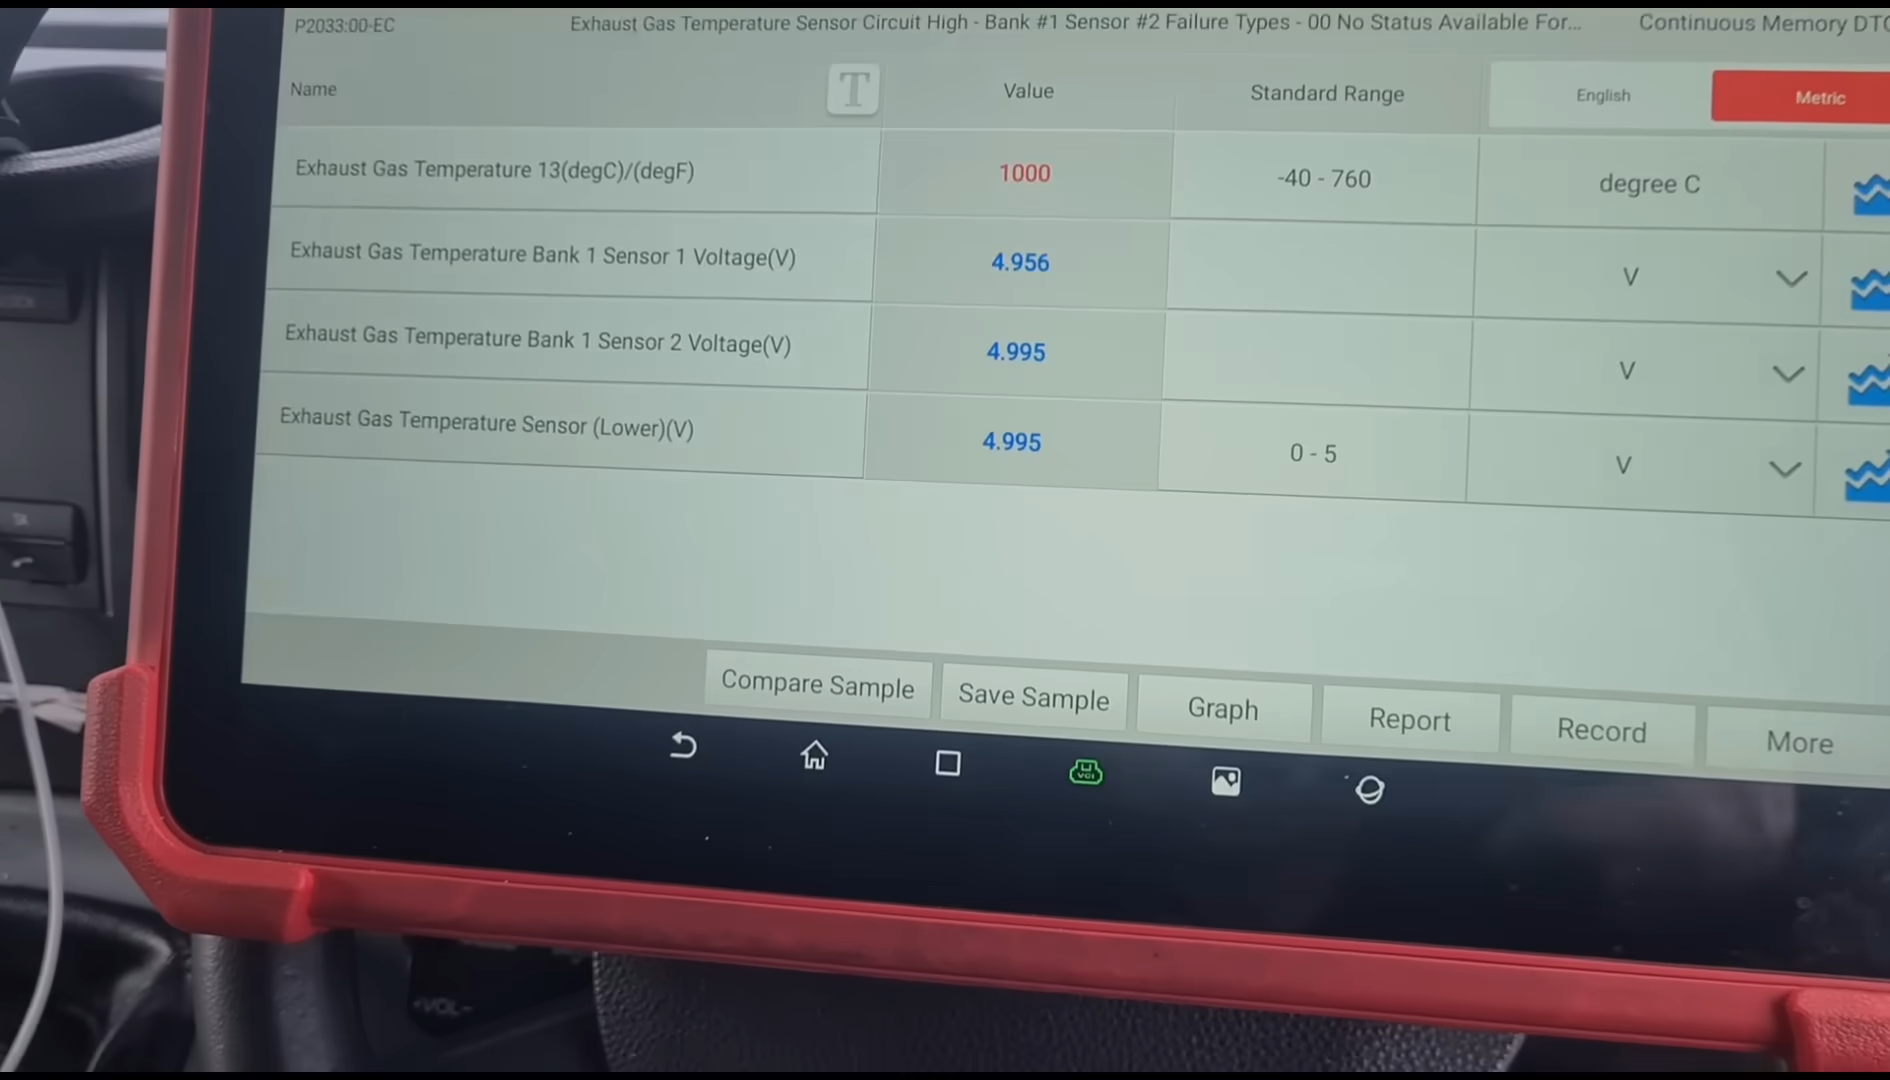 P2033:00-EC Exhaust Gas Temperature Sensor Circuit High - Bank #1 Sensor #2 Failure Types - 00 No Status Available For... Continuous Memory DTC
Name T Value Standard Range English Metric
Exhaust Gas Temperature 13(degC)/(degF) 1000 -40 - 760 degree C
Exhaust Gas Temperature Bank 1 Sensor 1 Voltage(V) 4.956 V
Exhaust Gas Temperature Bank 1 Sensor 2 Voltage(V) 4.995 V
Exhaust Gas Temperature Sensor (Lower)(V) 4.995 0 - 5 V
Compare Sample Save Sample Graph Report Record More
VCI
VOL-